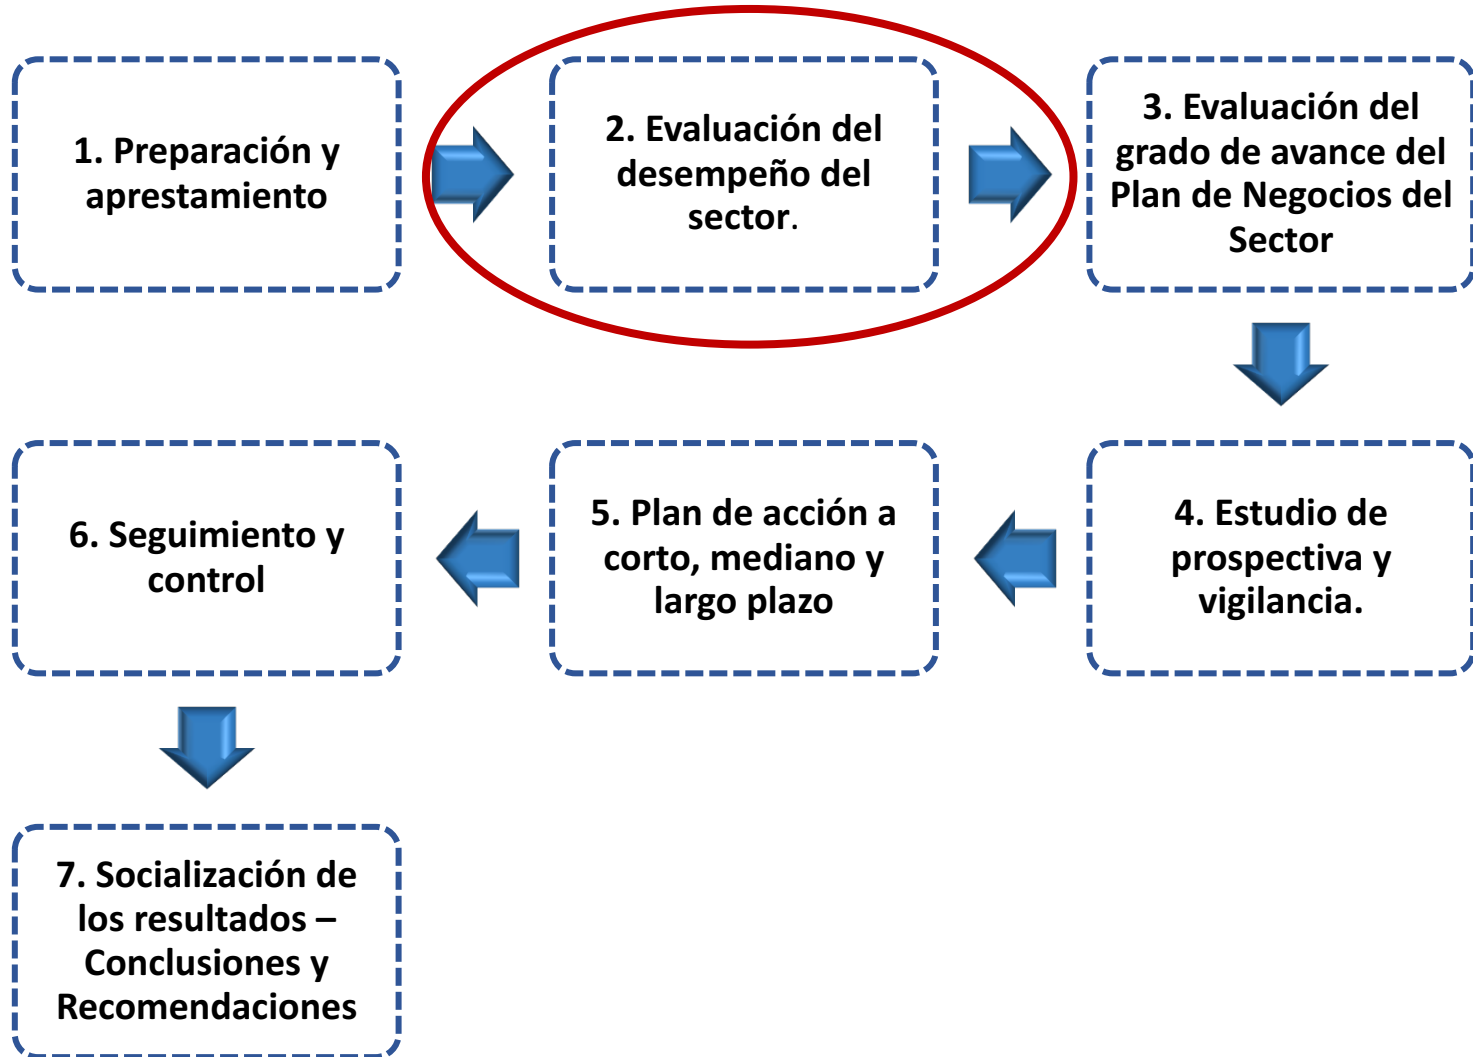 1. Preparación y
aprestamiento
2. Evaluación del
desempeño del
sector.
3. Evaluación del
grado de avance del
Plan de Negocios del
Sector
4. Estudio de
prospectiva y
vigilancia.
5. Plan de acción a
corto, mediano y
largo plazo
6. Seguimiento y
control
7. Socialización de
los resultados –
Conclusiones y
Recomendaciones